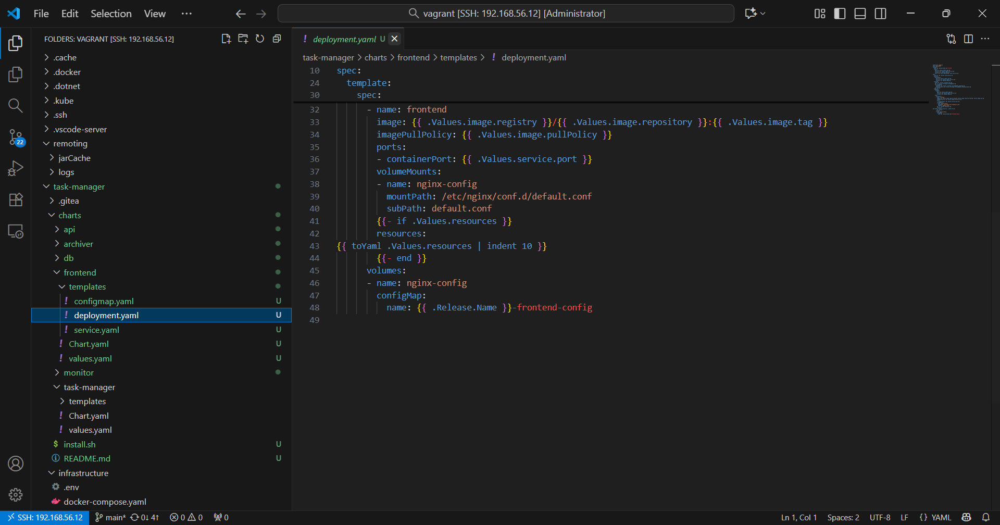 File Edit Selection View ···
vagrant [SSH: 192.168.56.12] [Administrator]
FOLDERS: VAGRANT [SSH: 192.168.56.12]
.cache
.docker
.dotnet
.kube
.ssh
.vscode-server
remoting
jarCache
logs
task-manager
.gitea
charts
api
archiver
db
frontend
templates
! configmap.yaml U
! deployment.yaml U
! service.yaml U
! Chart.yaml U
! values.yaml U
monitor
task-manager
templates
! Chart.yaml
! values.yaml
$ install.sh U
README.md U
infrastructure
.env
docker-compose.yaml
22
! deployment.yaml U
task-manager > charts > frontend > templates > ! deployment.yaml
10 spec:
24 template:
30 spec:
32 - name: frontend
33 image: {{ .Values.image.registry }}/{{ .Values.image.repository }}:{{ .Values.image.tag }}
34 imagePullPolicy: {{ .Values.image.pullPolicy }}
35 ports:
36 - containerPort: {{ .Values.service.port }}
37 volumeMounts:
38 - name: nginx-config
39 mountPath: /etc/nginx/conf.d/default.conf
40 subPath: default.conf
41 {{- if .Values.resources }}
42 resources:
43 {{ toYaml .Values.resources | indent 10 }}
44 {{- end }}
45 volumes:
46 - name: nginx-config
47 configMap:
48 name: {{ .Release.Name }}-frontend-config
49
SSH: 192.168.56.12 main* 0↓ 4↑ 0 0 0 Ln 1, Col 1 Spaces: 2 UTF-8 LF {} YAML